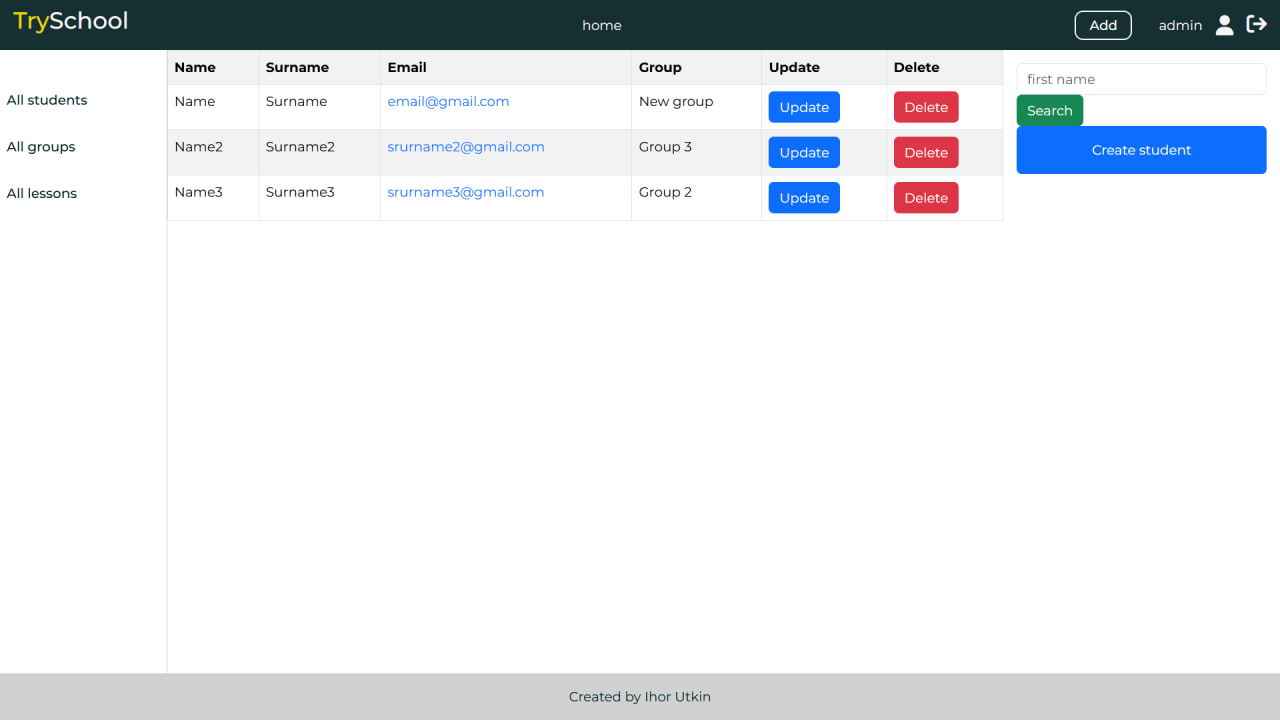 TrySchool
home
Add
admin
All students
All groups
All lessons
Name Surname Email Group Update Delete
Name Surname email@gmail.com New group Update Delete
Name2 Surname2 srurname2@gmail.com Group 3 Update Delete
Name3 Surname3 srurname3@gmail.com Group 2 Update Delete
first name
Search
Create student
Created by Ihor Utkin